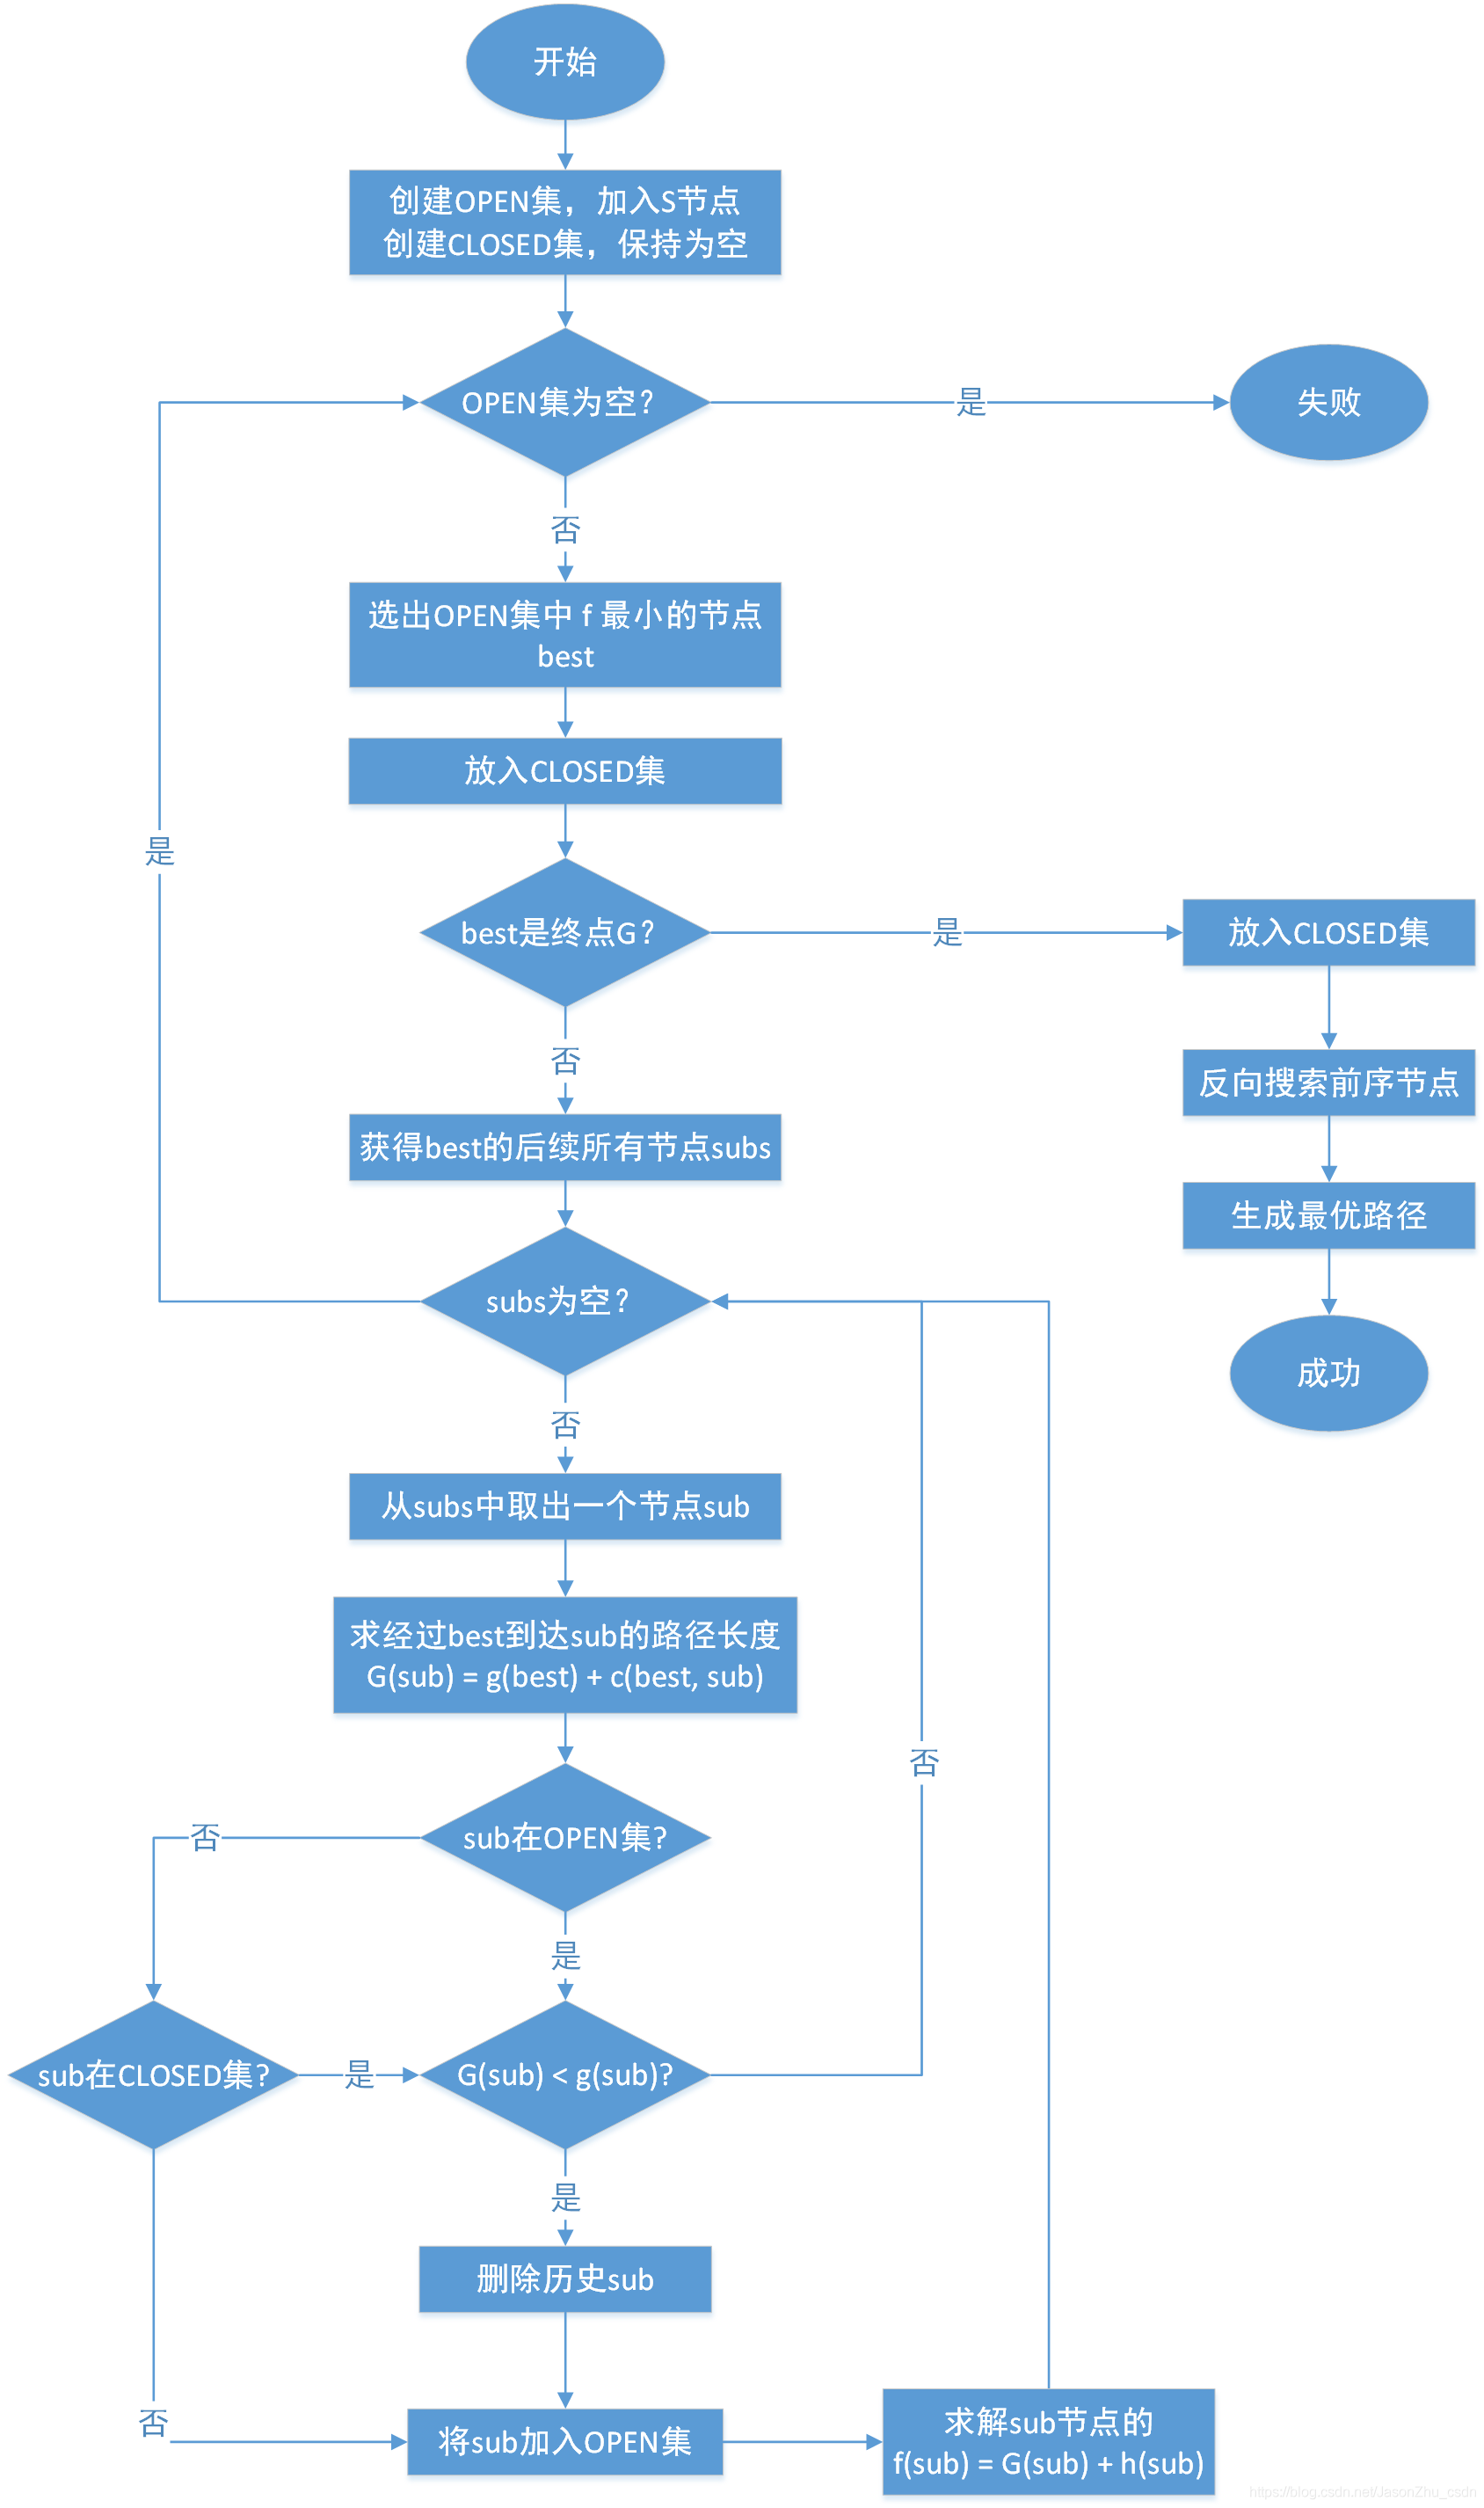 开始
创建OPEN集，加入S节点
创建CLOSED集，保持为空
OPEN集为空？
是
失败
否
选出OPEN集中 f 最小的节点
best
放入CLOSED集
是
best是终点G？
是
放入CLOSED集
否
反向搜索前序节点
获得best的后续所有节点subs
生成最优路径
subs为空？
成功
否
从subs中取出一个节点sub
求经过best到达sub的路径长度
G(sub) = g(best) + c(best, sub)
否
sub在OPEN集？
否
是
sub在CLOSED集？
是
G(sub) < g(sub)？
是
删除历史sub
否
将sub加入OPEN集
求解sub节点的
f(sub) = G(sub) + h(sub)
https://blog.csdn.net/JasonZhu_csdn